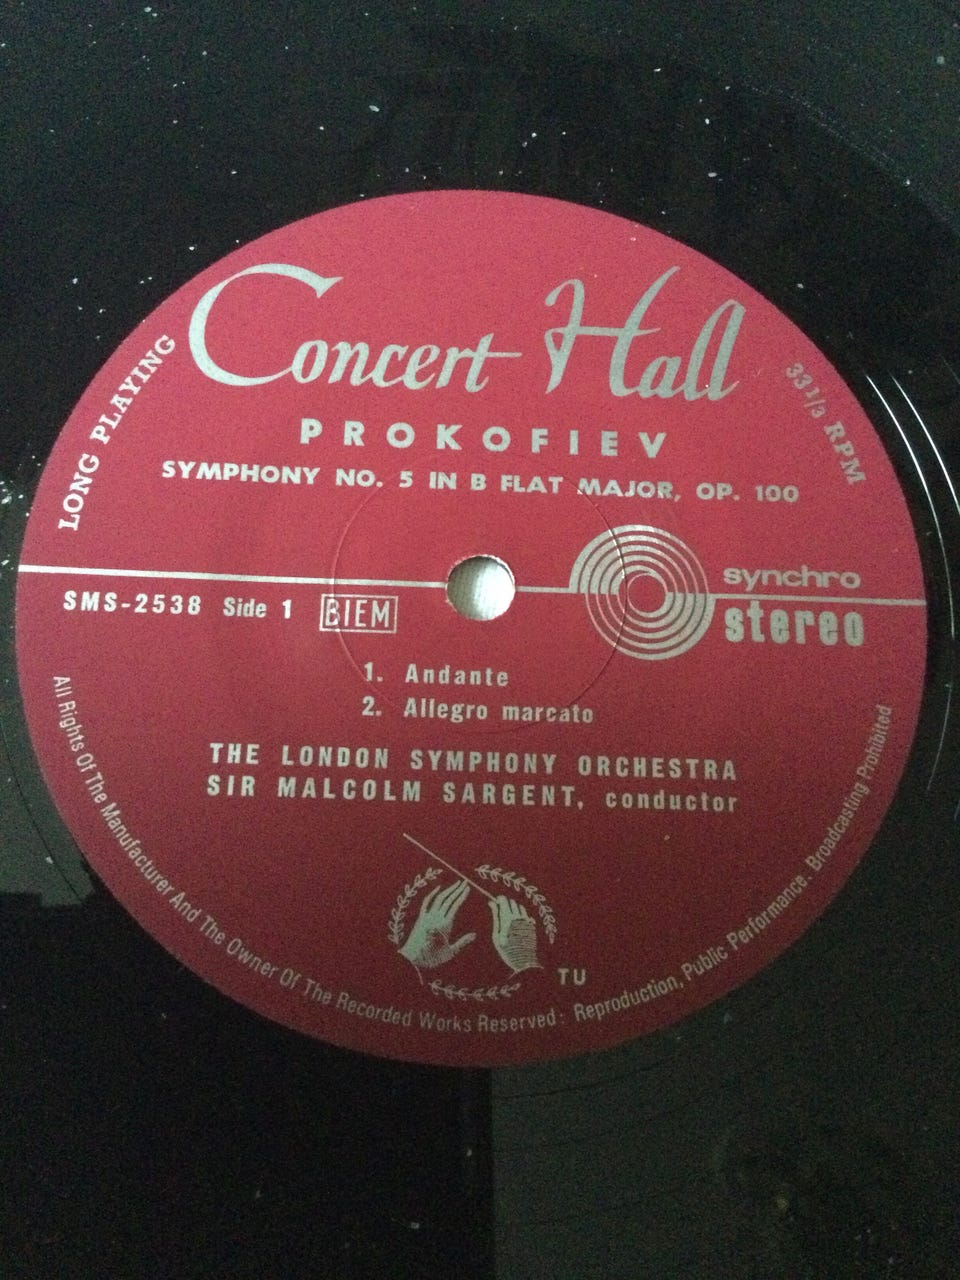 Concert Hall
LONG PLAYING
33 1/3 RPM
PROKOFIEV
SYMPHONY NO. 5 IN B FLAT MAJOR, OP. 100
synchro
stereo
SMS-2538 Side 1 BIEM
1. Andante
2. Allegro marcato
THE LONDON SYMPHONY ORCHESTRA
SIR MALCOLM SARGENT, conductor
TU
All Rights Of The Manufacturer And The Owner Of The Recorded Works Reserved: Reproduction, Public Performance. Broadcasting Prohibited